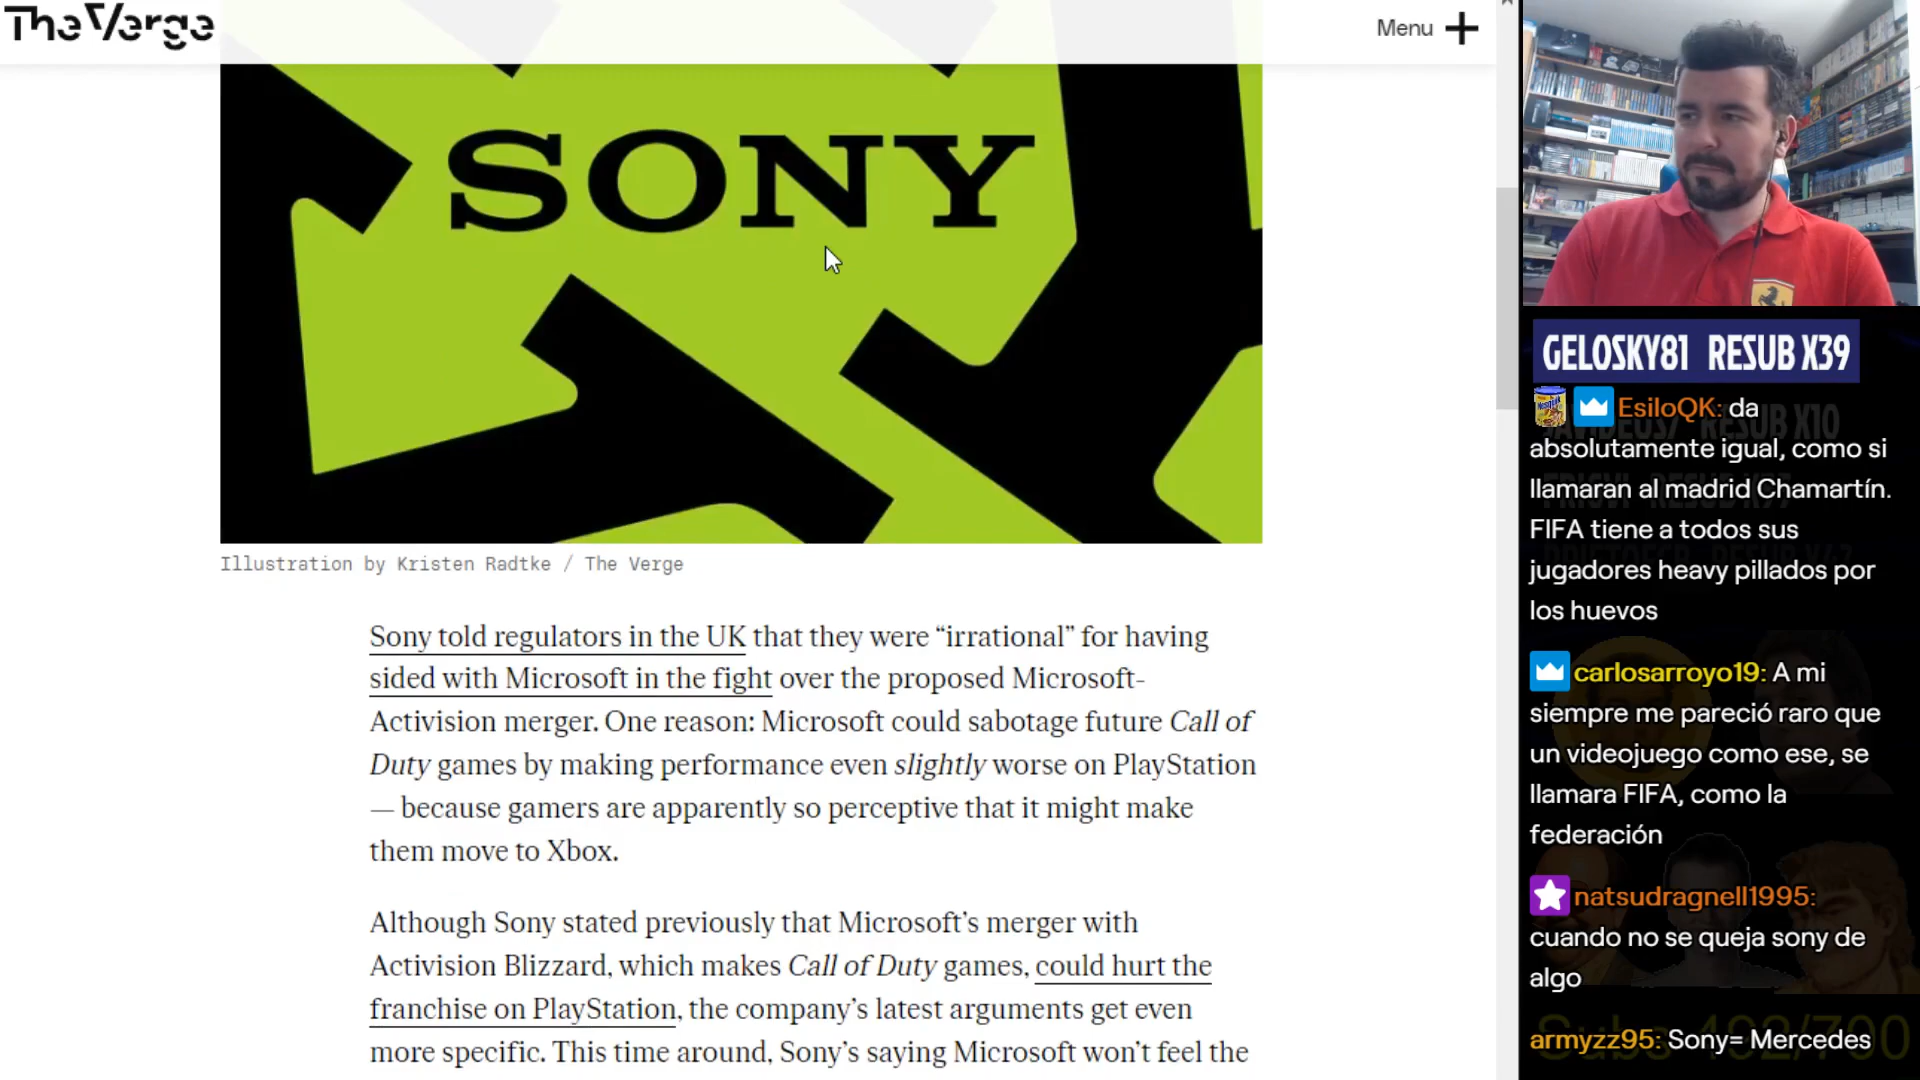 The Verge
Menu
SONY
Illustration by Kristen Radtke / The Verge
Sony told regulators in the UK that they were “irrational” for having
sided with Microsoft in the fight over the proposed Microsoft-
Activision merger. One reason: Microsoft could sabotage future Call of
Duty games by making performance even slightly worse on PlayStation
— because gamers are apparently so perceptive that it might make
them move to Xbox.
Although Sony stated previously that Microsoft’s merger with
Activision Blizzard, which makes Call of Duty games, could hurt the
franchise on PlayStation, the company’s latest arguments get even
more specific. This time around, Sony’s saying Microsoft won’t feel the
GELOSKY81 RESUB X39
EsiloQK: da
absolutamente igual, como si
llamaran al madrid Chamartín.
FIFA tiene a todos sus
jugadores heavy pillados por
los huevos
carlosarroyo19: A mi
siempre me pareció raro que
un videojuego como ese, se
llamara FIFA, como la
federación
natsudragnell1995:
cuando no se queja sony de
algo
armyzz95: Sony= Mercedes